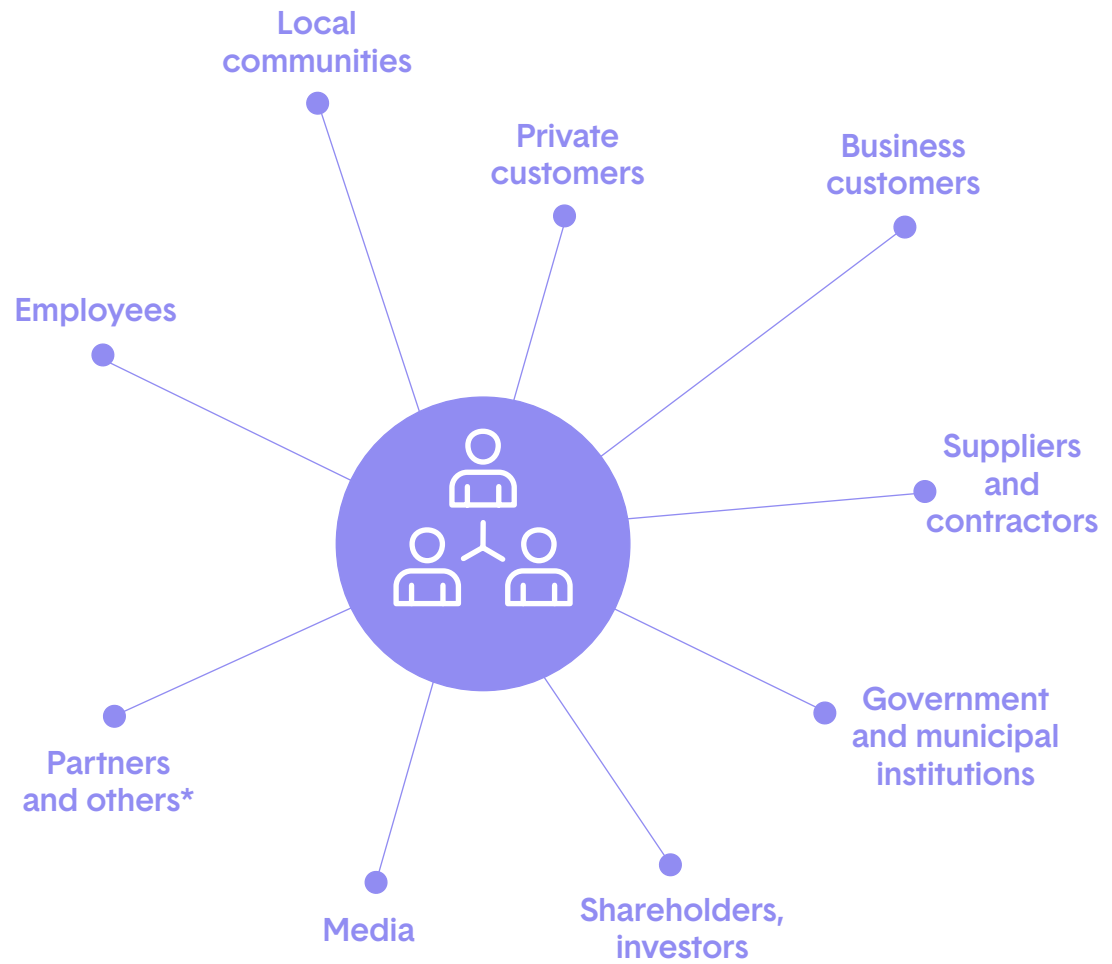 Local
communities
Private
customers
Business
customers
Employees
Suppliers
and
contractors
Government
and municipal
institutions
Partners
and others*
Shareholders,
investors
Media